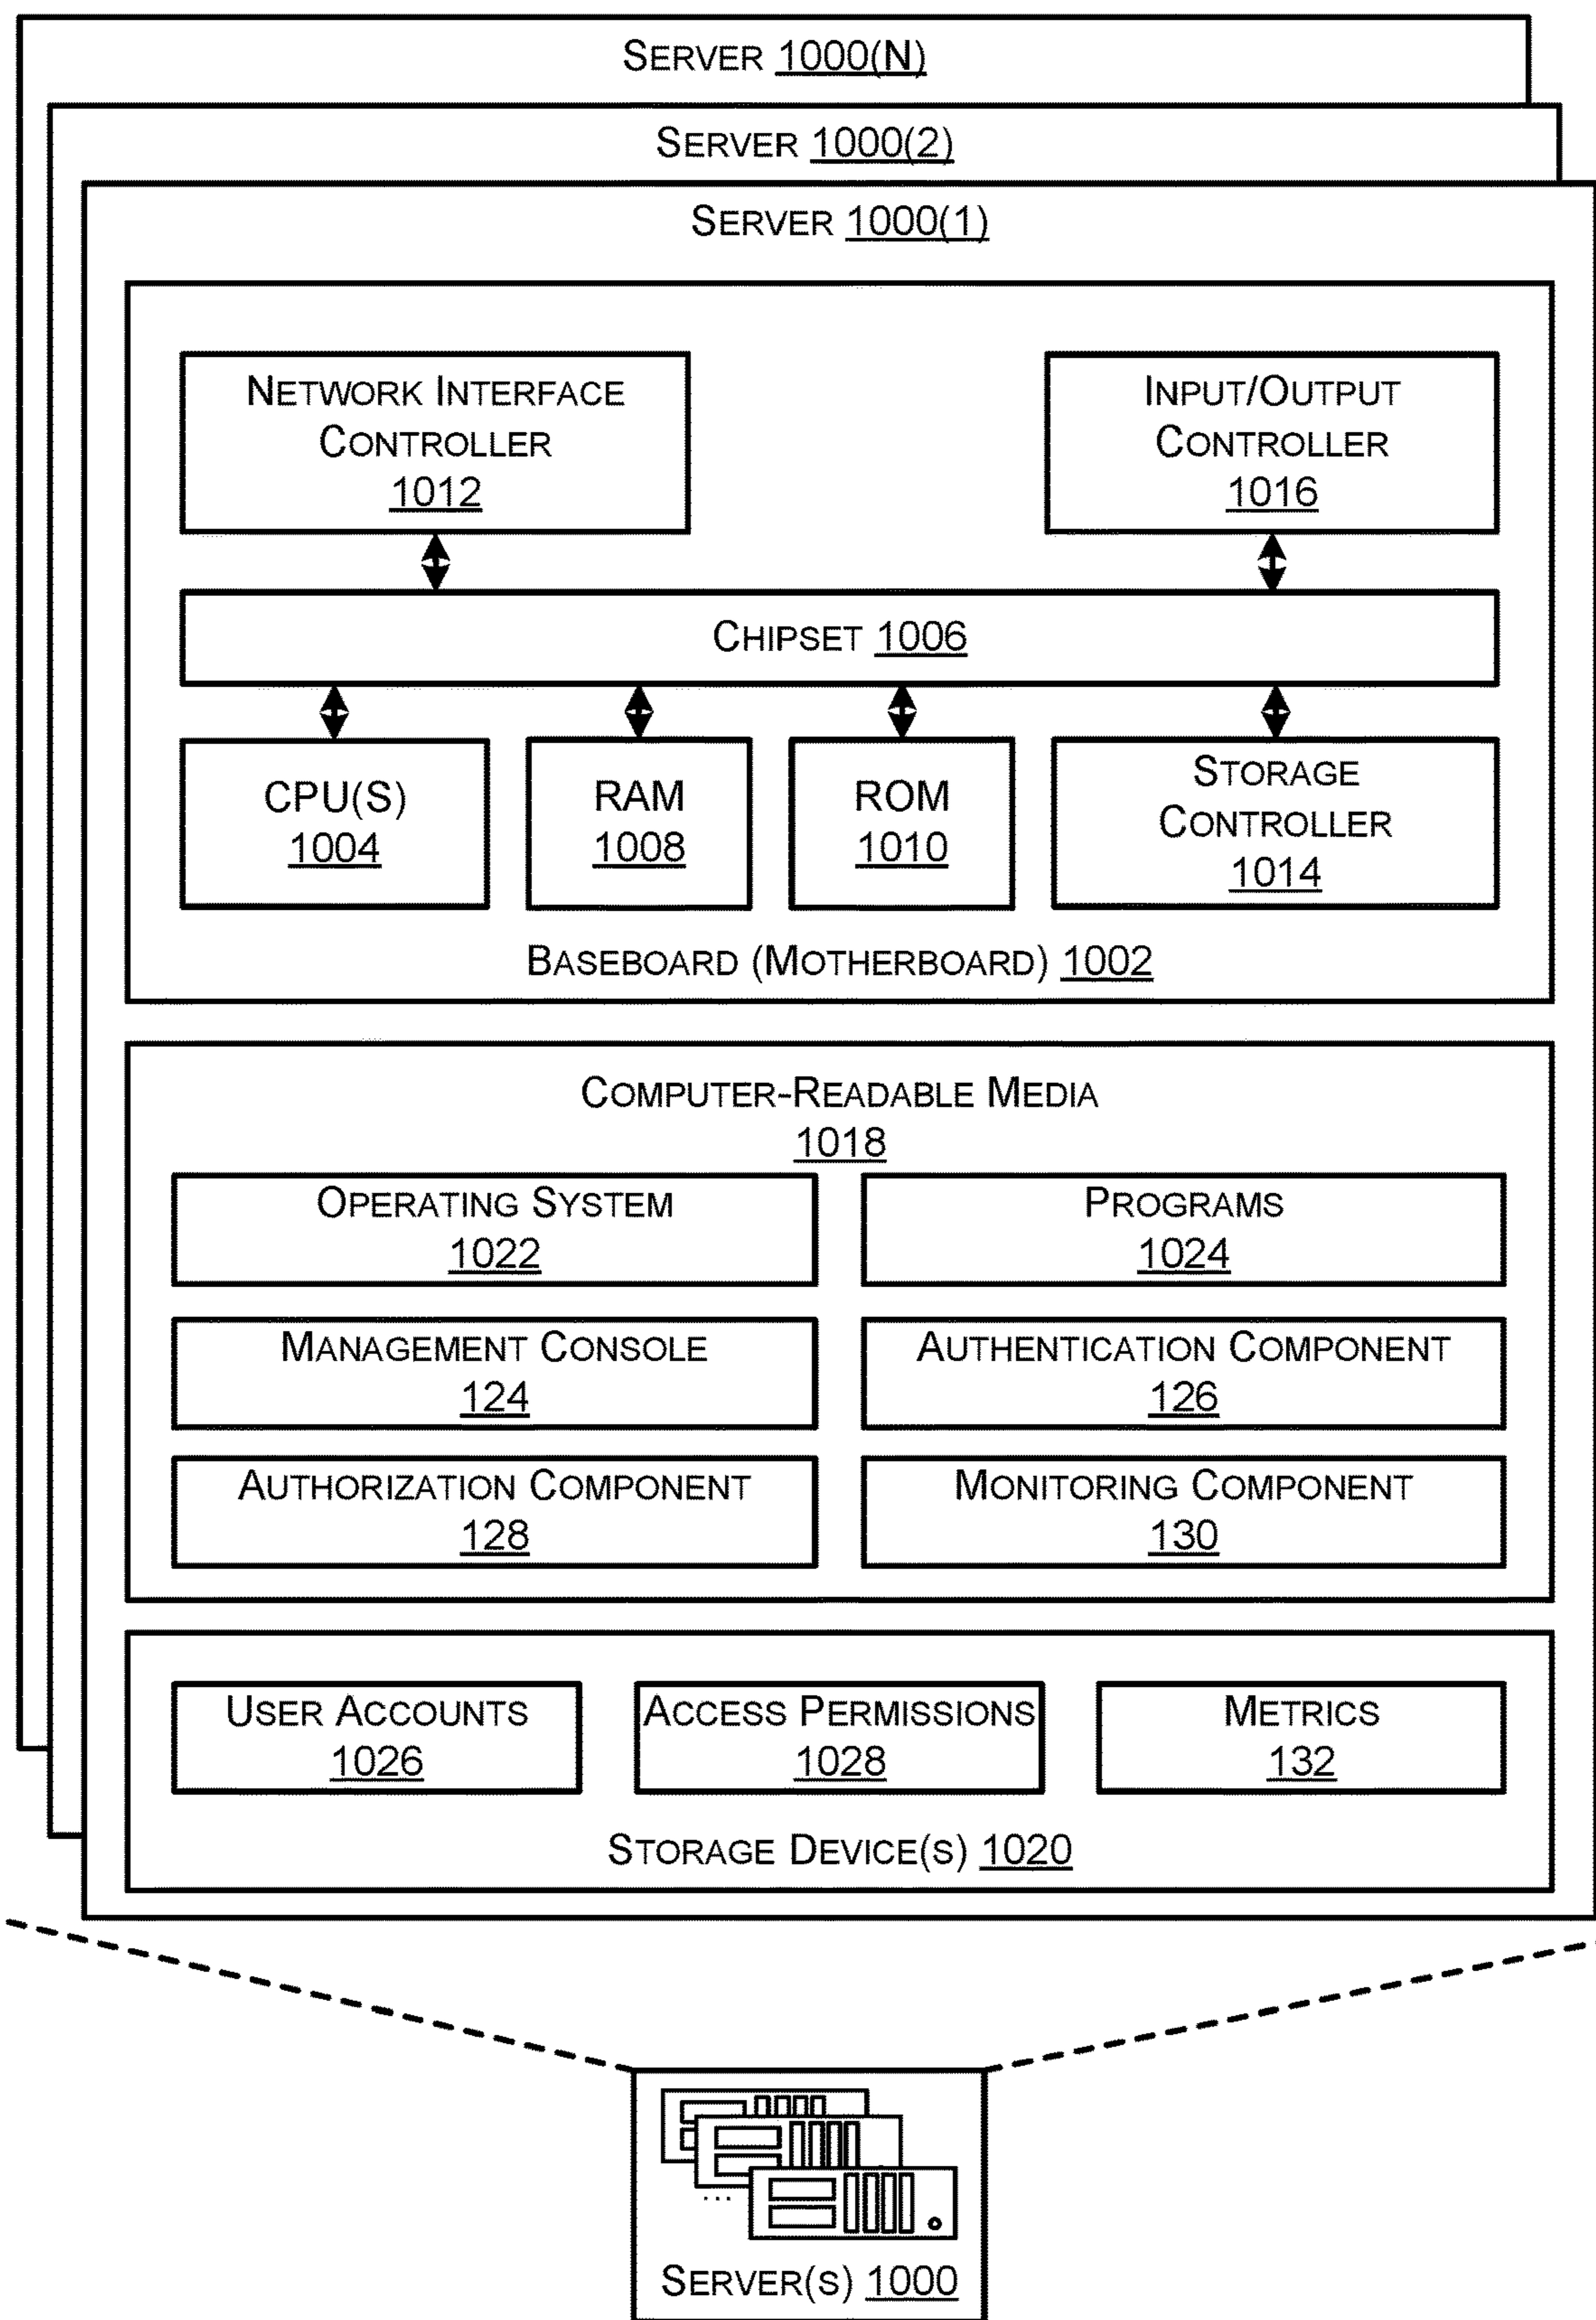 SERVER 1000(N)
SERVER 1000(2)
SERVER 1000(1)
NETWORK INTERFACE
CONTROLLER
1012
INPUT/OUTPUT
CONTROLLER
1016
CHIPSET 1006
CPU(S)
1004
RAM
1008
ROM
1010
STORAGE
CONTROLLER
1014
BASEBOARD (MOTHERBOARD) 1002
COMPUTER-READABLE MEDIA
1018
OPERATING SYSTEM
1022
PROGRAMS
1024
MANAGEMENT CONSOLE
124
AUTHENTICATION COMPONENT
126
AUTHORIZATION COMPONENT
128
MONITORING COMPONENT
130
USER ACCOUNTS
1026
ACCESS PERMISSIONS
1028
METRICS
132
STORAGE DEVICE(S) 1020
...
SERVER(S) 1000